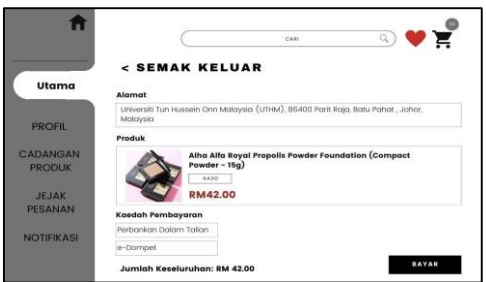 CARI
< SEMAK KELUAR
Utama
PROFIL
CADANGAN
PRODUK
JEJAK
PESANAN
NOTIFIKASI
Alamat
Universiti Tun Hussein Onn Malaysia (UTHM), 86400 Parit Raja, Batu Pahat , Johor,
Malaysia
Produk
Alha Alfa Royal Propolis Powder Foundation (Compact
Powder - 15g)
RM42.00
Kaedah Pembayaran
Perbankan Dalam Talian
e-Dompet
Jumlah Keseluruhan: RM 42.00
BAYAR